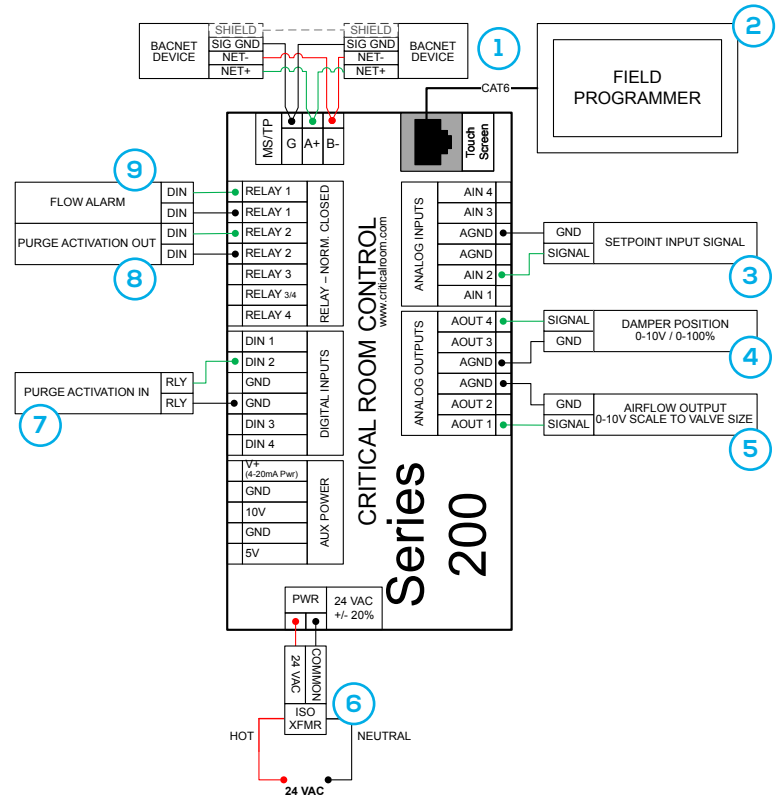 SHIELD
SIG GND
NET-
NET+
BACNET
DEVICE
SHIELD
SIG GND
NET-
NET+
BACNET
DEVICE
1
2
FIELD
PROGRAMMER
CAT6
MS/TP
G
A+
B-
Touch
Screen
9
FLOW ALARM
DIN
DIN
PURGE ACTIVATION OUT
DIN
DIN
8
RELAY 1
RELAY 1
RELAY 2
RELAY 2
RELAY 3
RELAY 3/4
RELAY 4
RELAY – NORM. CLOSED
PURGE ACTIVATION IN
RLY
RLY
7
DIN 1
DIN 2
GND
GND
DIN 3
DIN 4
DIGITAL INPUTS
V+
(4-20mA Pwr)
GND
10V
GND
5V
AUX POWER
CRITICAL ROOM CONTROL
www.criticalroom.com
Series
200
ANALOG INPUTS
AIN 4
AIN 3
AGND
AGND
AIN 2
AIN 1
GND
SIGNAL
SETPOINT INPUT SIGNAL
3
ANALOG OUTPUTS
AOUT 4
AOUT 3
AGND
AGND
AOUT 2
AOUT 1
SIGNAL
GND
DAMPER POSITION
0-10V / 0-100%
4
GND
SIGNAL
AIRFLOW OUTPUT
0-10V SCALE TO VALVE SIZE
5
PWR
24 VAC
+/- 20%
24 VAC
COMMON
ISO
XFMR
6
HOT
NEUTRAL
24 VAC